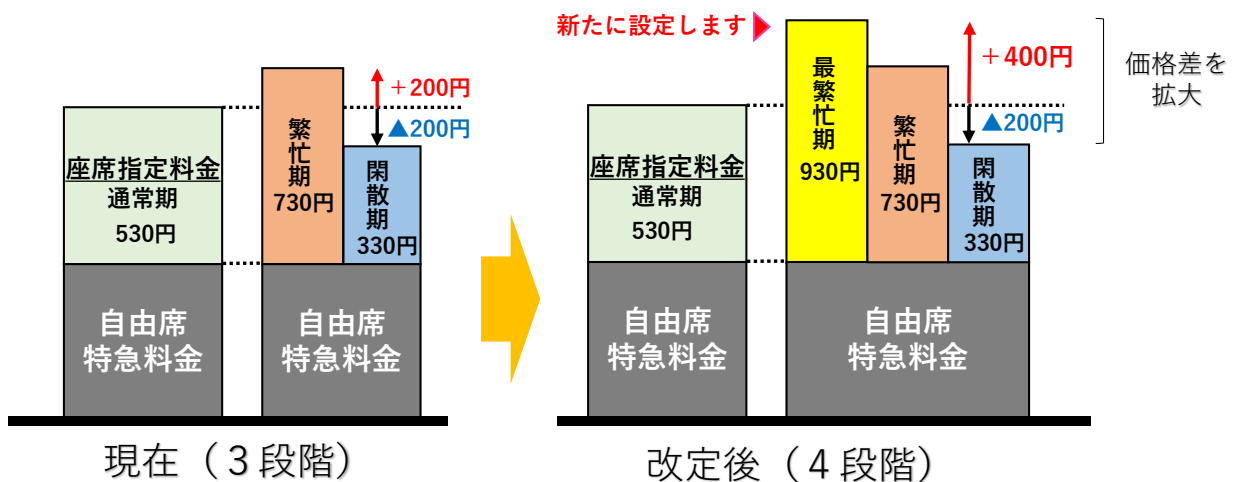 座席指定料金
通常期
530円
繁忙期
730円
閑散期
330円
+200円
▲200円
自由席
特急料金
自由席
特急料金
現在（３段階）
新たに設定します
座席指定料金
通常期
530円
最繁忙期
930円
繁忙期
730円
閑散期
330円
+400円
▲200円
価格差を
拡大
自由席
特急料金
自由席
特急料金
改定後（４段階）